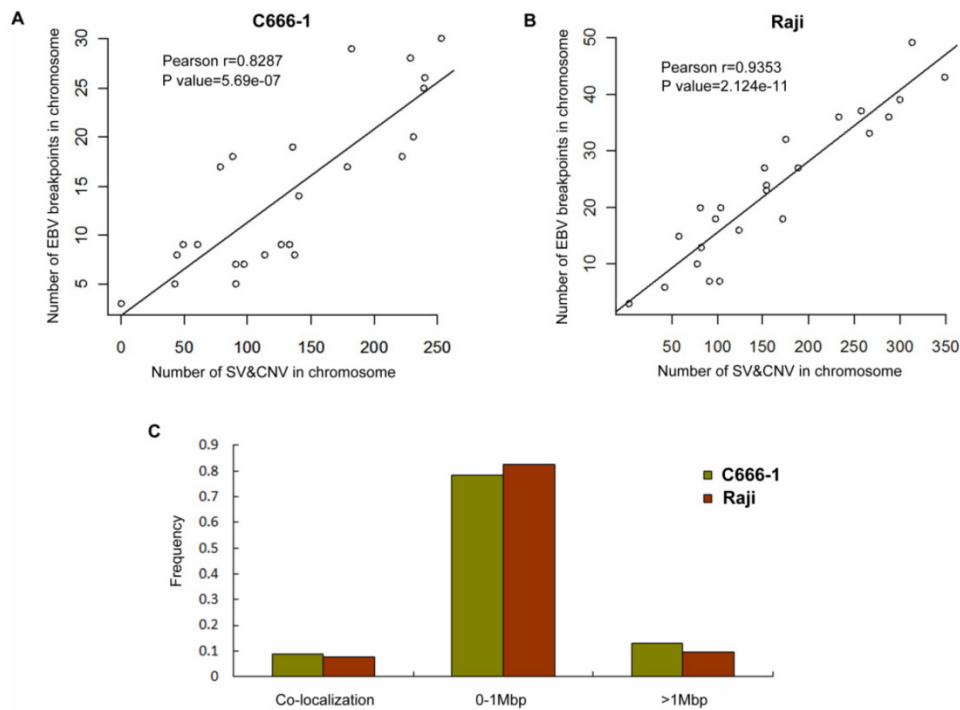 A
C666-1
Pearson r=0.8287
P value=5.69e-07
Number of EBV breakpoints in chromosome
30
25
20
15
10
5
0 50 100 150 200 250
Number of SV&CNV in chromosome
B
Raji
Pearson r=0.9353
P value=2.124e-11
Number of EBV breakpoints in chromosome
50
40
30
20
10
50 100 150 200 250 300 350
Number of SV&CNV in chromosome
C
Frequency
0.9
0.8
0.7
0.6
0.5
0.4
0.3
0.2
0.1
0
Co-localization 0-1Mbp >1Mbp
C666-1
Raji